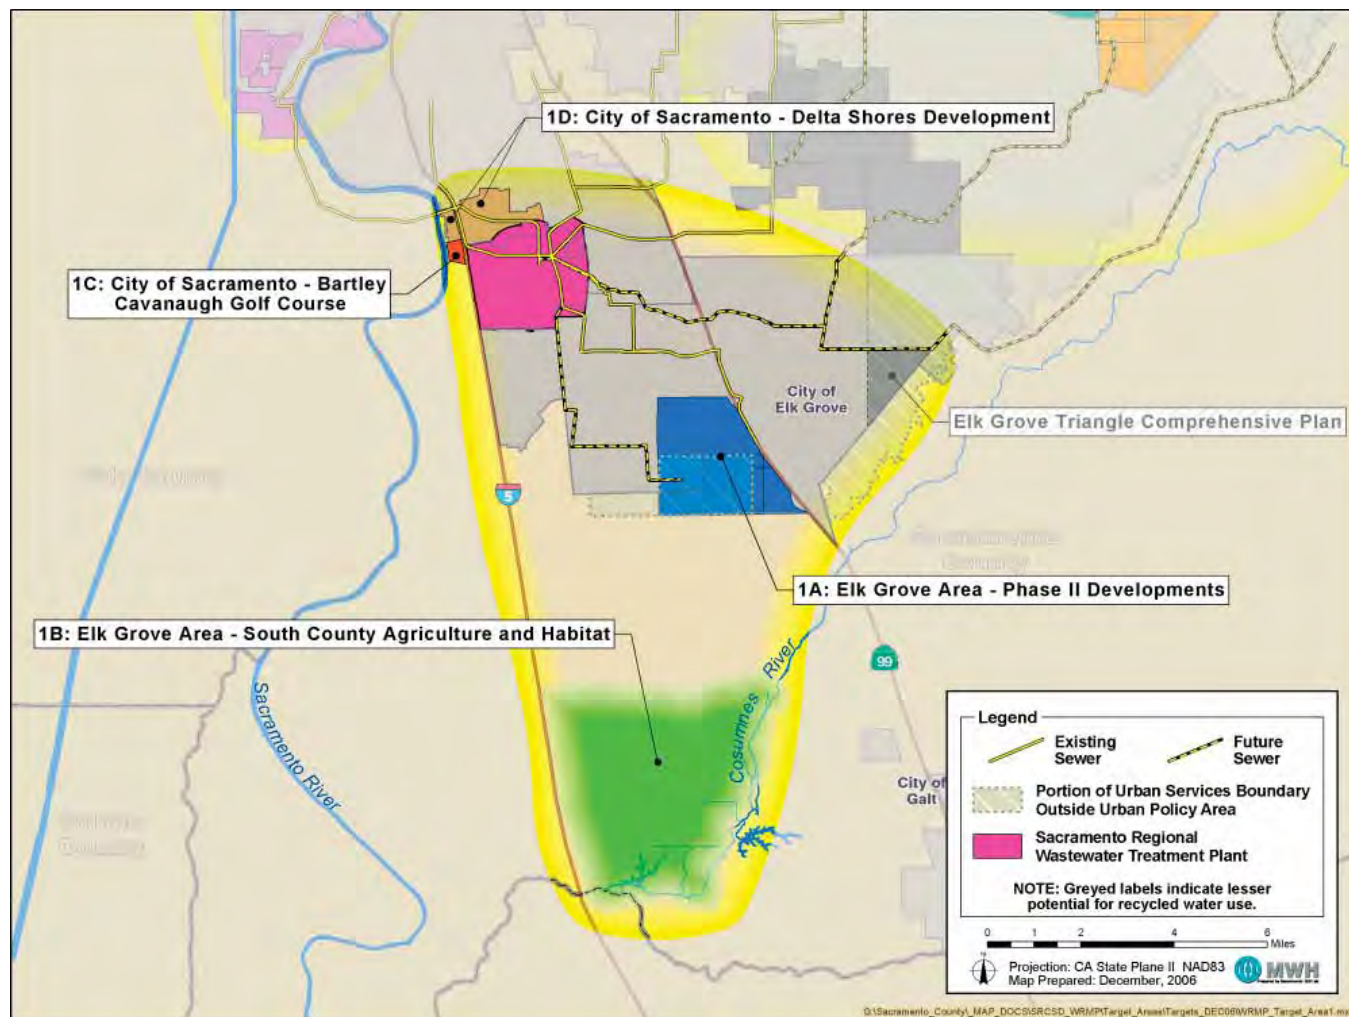 1D: City of Sacramento - Delta Shores Development
1C: City of Sacramento - Bartley
Cavanaugh Golf Course
City of
Elk Grove
Elk Grove Triangle Comprehensive Plan
5
1A: Elk Grove Area - Phase II Developments
1B: Elk Grove Area - South County Agriculture and Habitat
99
Sacramento River
Cosumnes River
City of
Galt
Legend
Existing
Sewer
Future
Sewer
Portion of Urban Services Boundary
Outside Urban Policy Area
Sacramento Regional
Wastewater Treatment Plant
NOTE: Greyed labels indicate lesser
potential for recycled water use.
0 1 2 4 6
Miles
Projection: CA State Plane II NAD83
Map Prepared: December, 2006
MWH